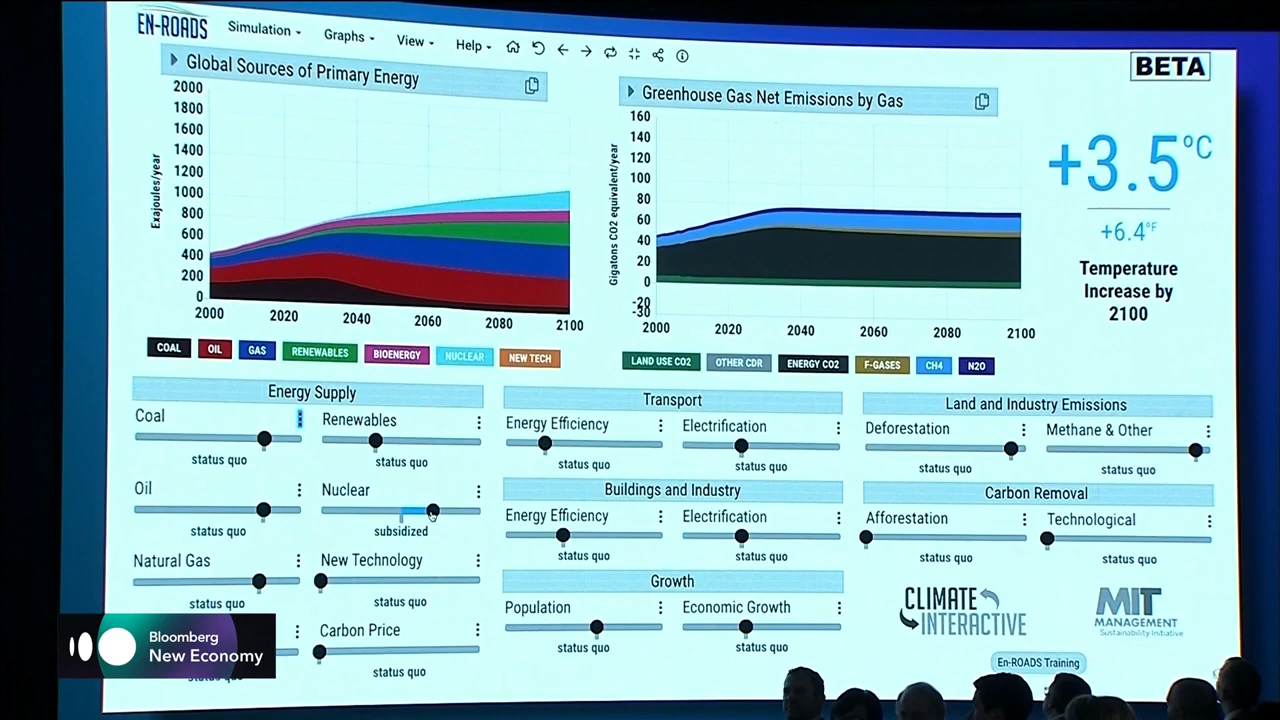 EN-ROADS
Simulation
Graphs
View
Help
BETA
Global Sources of Primary Energy
Exajoules/year
2000
1800
1600
1400
1200
1000
800
600
400
200
0
2000 2020 2040 2060 2080 2100
COAL OIL GAS RENEWABLES BIOENERGY NUCLEAR NEW TECH
Greenhouse Gas Net Emissions by Gas
Gigatons CO2 equivalent/year
160
140
120
100
80
60
40
20
0
-20
-30
2000 2020 2040 2060 2080 2100
LAND USE CO2 OTHER CDR ENERGY CO2 F-GASES CH4 N2O
+3.5°C
+6.4°F
Temperature
Increase by
2100
Energy Supply
Coal
status quo
Renewables
status quo
Oil
status quo
Nuclear
subsidized
Natural Gas
status quo
New Technology
status quo
Carbon Price
status quo
status quo
Transport
Energy Efficiency
status quo
Electrification
status quo
Buildings and Industry
Energy Efficiency
status quo
Electrification
status quo
Growth
Population
status quo
Economic Growth
status quo
Land and Industry Emissions
Deforestation
status quo
Methane & Other
status quo
Carbon Removal
Afforestation
status quo
Technological
status quo
CLIMATE
INTERACTIVE
MIT
MANAGEMENT
Sustainability Initiative
En-ROADS Training
Bloomberg
New Economy